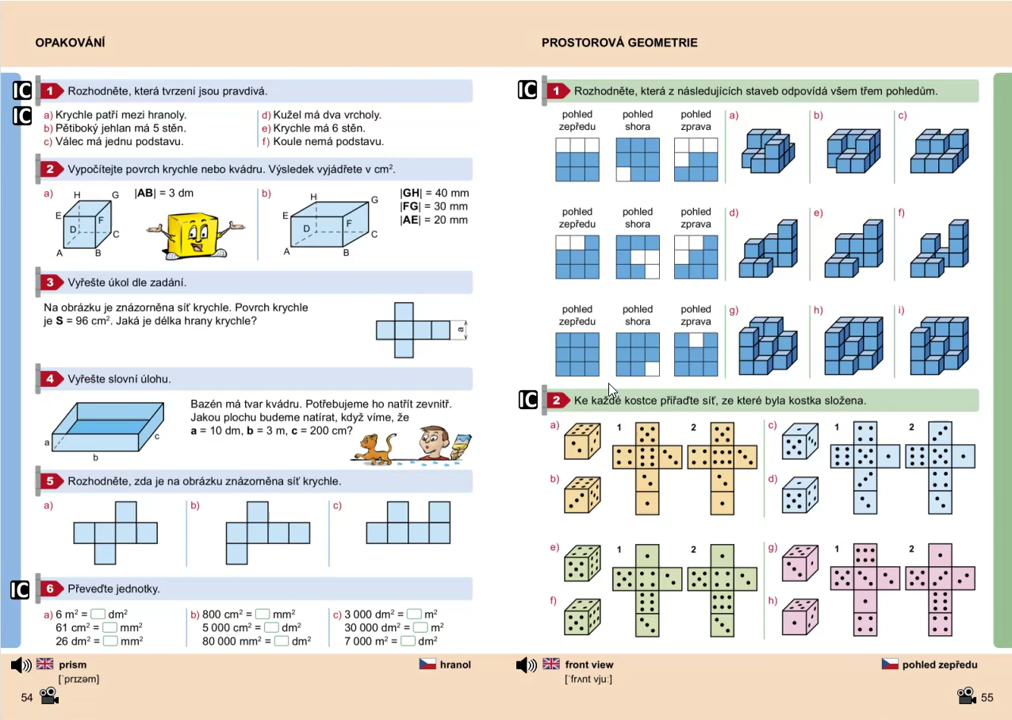 OPAKOVÁNÍ
IC
1 Rozhodněte, která tvrzení jsou pravdivá.
IC
a) Krychle patří mezi hranoly.
b) Pětiboký jehlan má 5 stěn.
c) Válec má jednu podstavu.
d) Kužel má dva vrcholy.
e) Krychle má 6 stěn.
f) Koule nemá podstavu.
2 Vypočítejte povrch krychle nebo kvádru. Výsledek vyjádřete v cm².
a)
H G
E F
D C
A B
|AB| = 3 dm
b)
H G
E F
D C
A B
|GH| = 40 mm
|FG| = 30 mm
|AE| = 20 mm
3 Vyřešte úkol dle zadání.
Na obrázku je znázorněna síť krychle. Povrch krychle
je S = 96 cm². Jaká je délka hrany krychle?
a
4 Vyřešte slovní úlohu.
a
b
c
Bazén má tvar kvádru. Potřebujeme ho natřít zevnitř.
Jakou plochu budeme natírat, když víme, že
a = 10 dm, b = 3 m, c = 200 cm?
5 Rozhodněte, zda je na obrázku znázorněna síť krychle.
a)
b)
c)
IC
6 Převeďte jednotky.
a) 6 m² = dm²
61 cm² = mm²
26 dm² = mm²
b) 800 cm² = mm²
5 000 cm² = dm²
80 000 mm² = dm²
c) 3 000 dm² = m²
30 000 dm² = m²
7 000 m² = dm²
prism
[ˈprɪzəm]
hranol
54
PROSTOROVÁ GEOMETRIE
IC
1 Rozhodněte, která z následujících staveb odpovídá všem třem pohledům.
pohled zepředu
pohled shora
pohled zprava
a)
b)
c)
pohled zepředu
pohled shora
pohled zprava
d)
e)
f)
pohled zepředu
pohled shora
pohled zprava
g)
h)
i)
IC
2 Ke každé kostce přiřaďte síť, ze které byla kostka složena.
a)
1
2
b)
c)
1
2
d)
e)
1
2
f)
g)
1
2
h)
front view
[ˈfrʌnt vjuː]
pohled zepředu
55